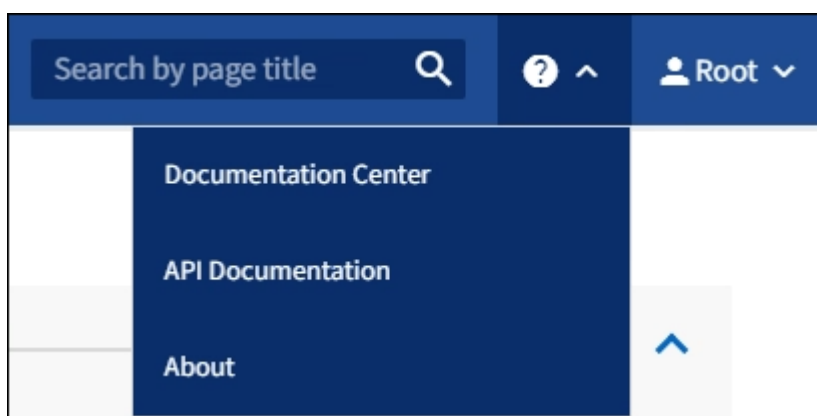 Search by page title
Root
Documentation Center
API Documentation
About